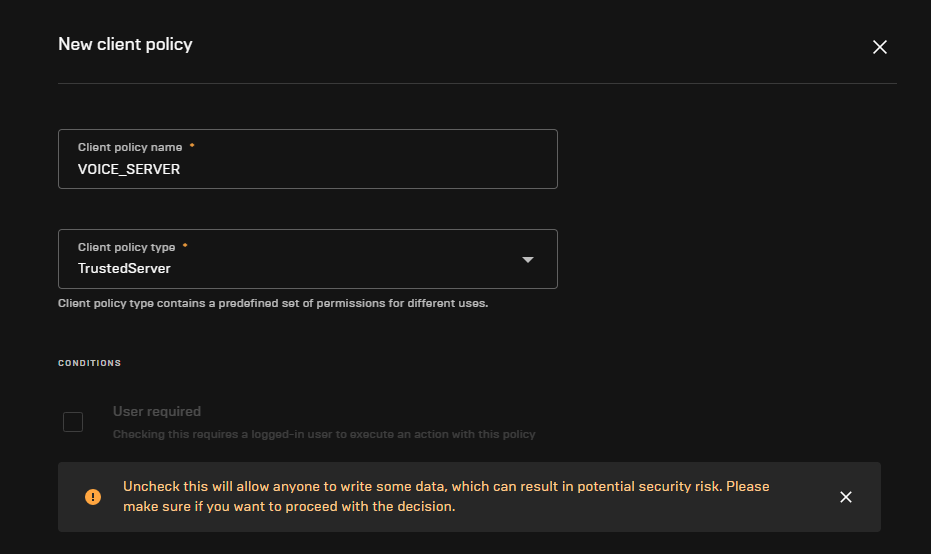 New client policy
Client policy name *
VOICE_SERVER
Client policy type *
TrustedServer
Client policy type contains a predefined set of permissions for different uses.
CONDITIONS
User required
Checking this requires a logged-in user to execute an action with this policy
Uncheck this will allow anyone to write some data, which can result in potential security risk. Please
make sure if you want to proceed with the decision.